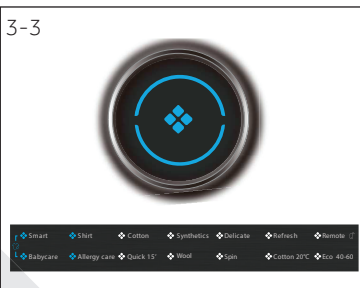 3-3
Smart Shirt Cotton Synthetics Delicate Refresh Remote
Babycare Allergy care Quick 15' Wool Spin Cotton 20℃ Eco 40-60